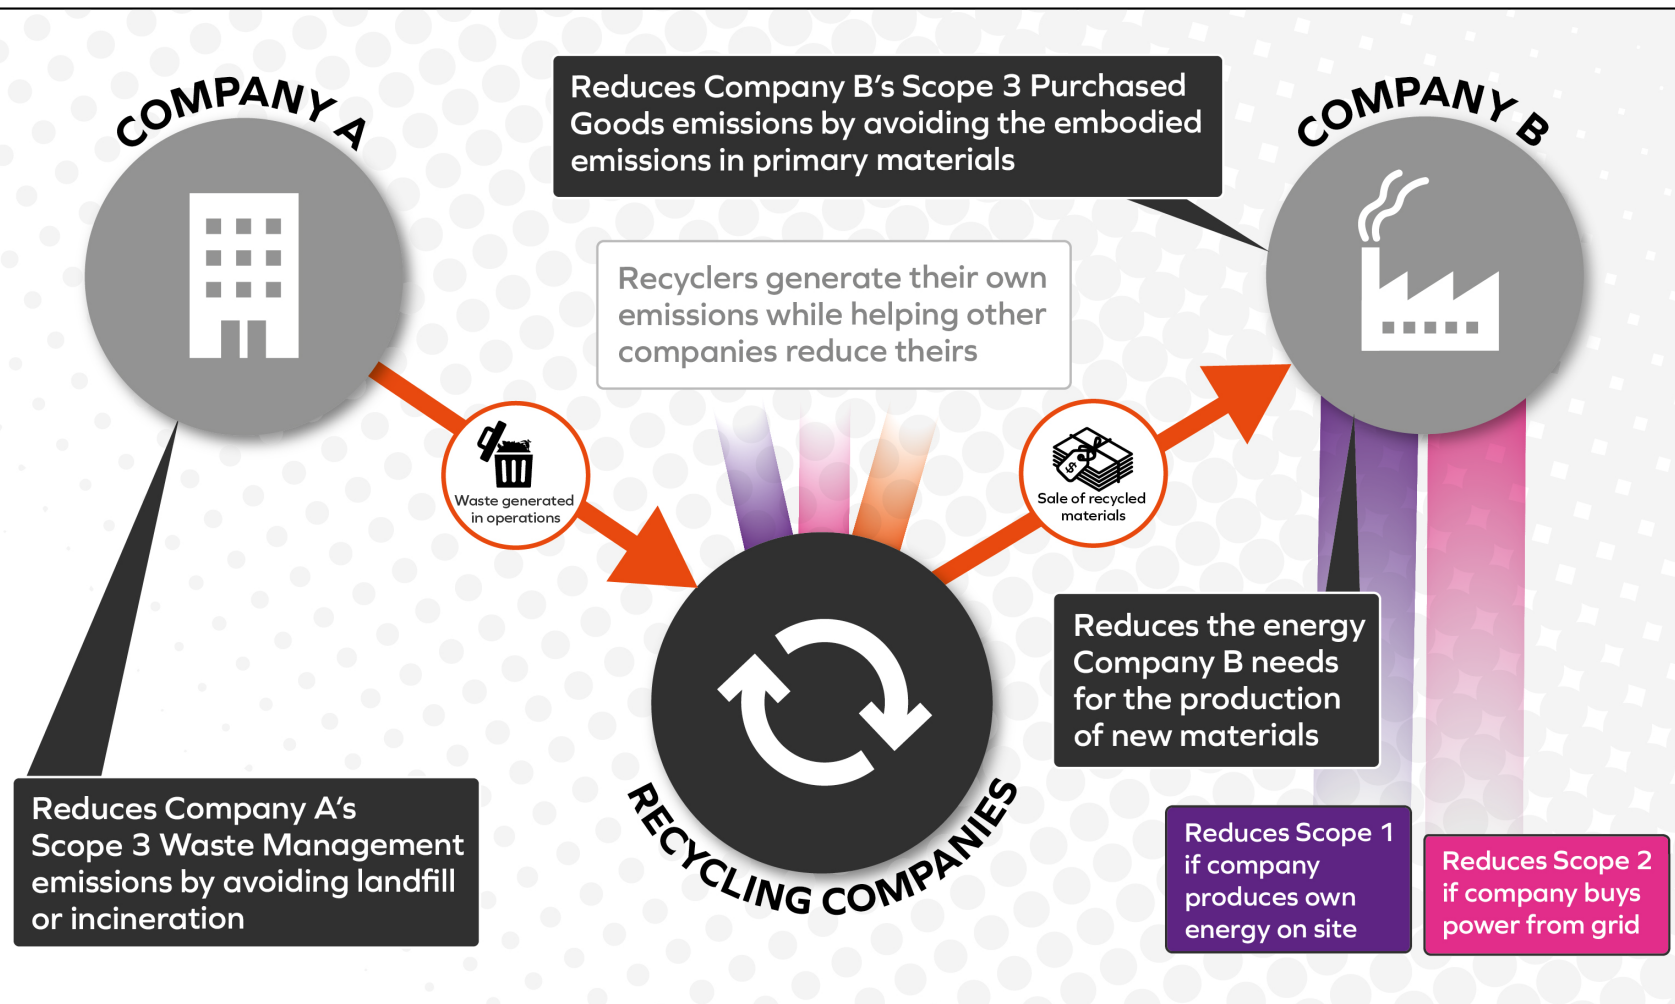 COMPANY A
Reduces Company B’s Scope 3 Purchased
Goods emissions by avoiding the embodied
emissions in primary materials
COMPANY B
Recyclers generate their own
emissions while helping other
companies reduce theirs
Waste generated
in operations
$
Sale of recycled
materials
Reduces the energy
Company B needs
for the production
of new materials
Reduces Company A’s
Scope 3 Waste Management
emissions by avoiding landfill
or incineration
RECYCLING COMPANIES
Reduces Scope 1
if company
produces own
energy on site
Reduces Scope 2
if company buys
power from grid